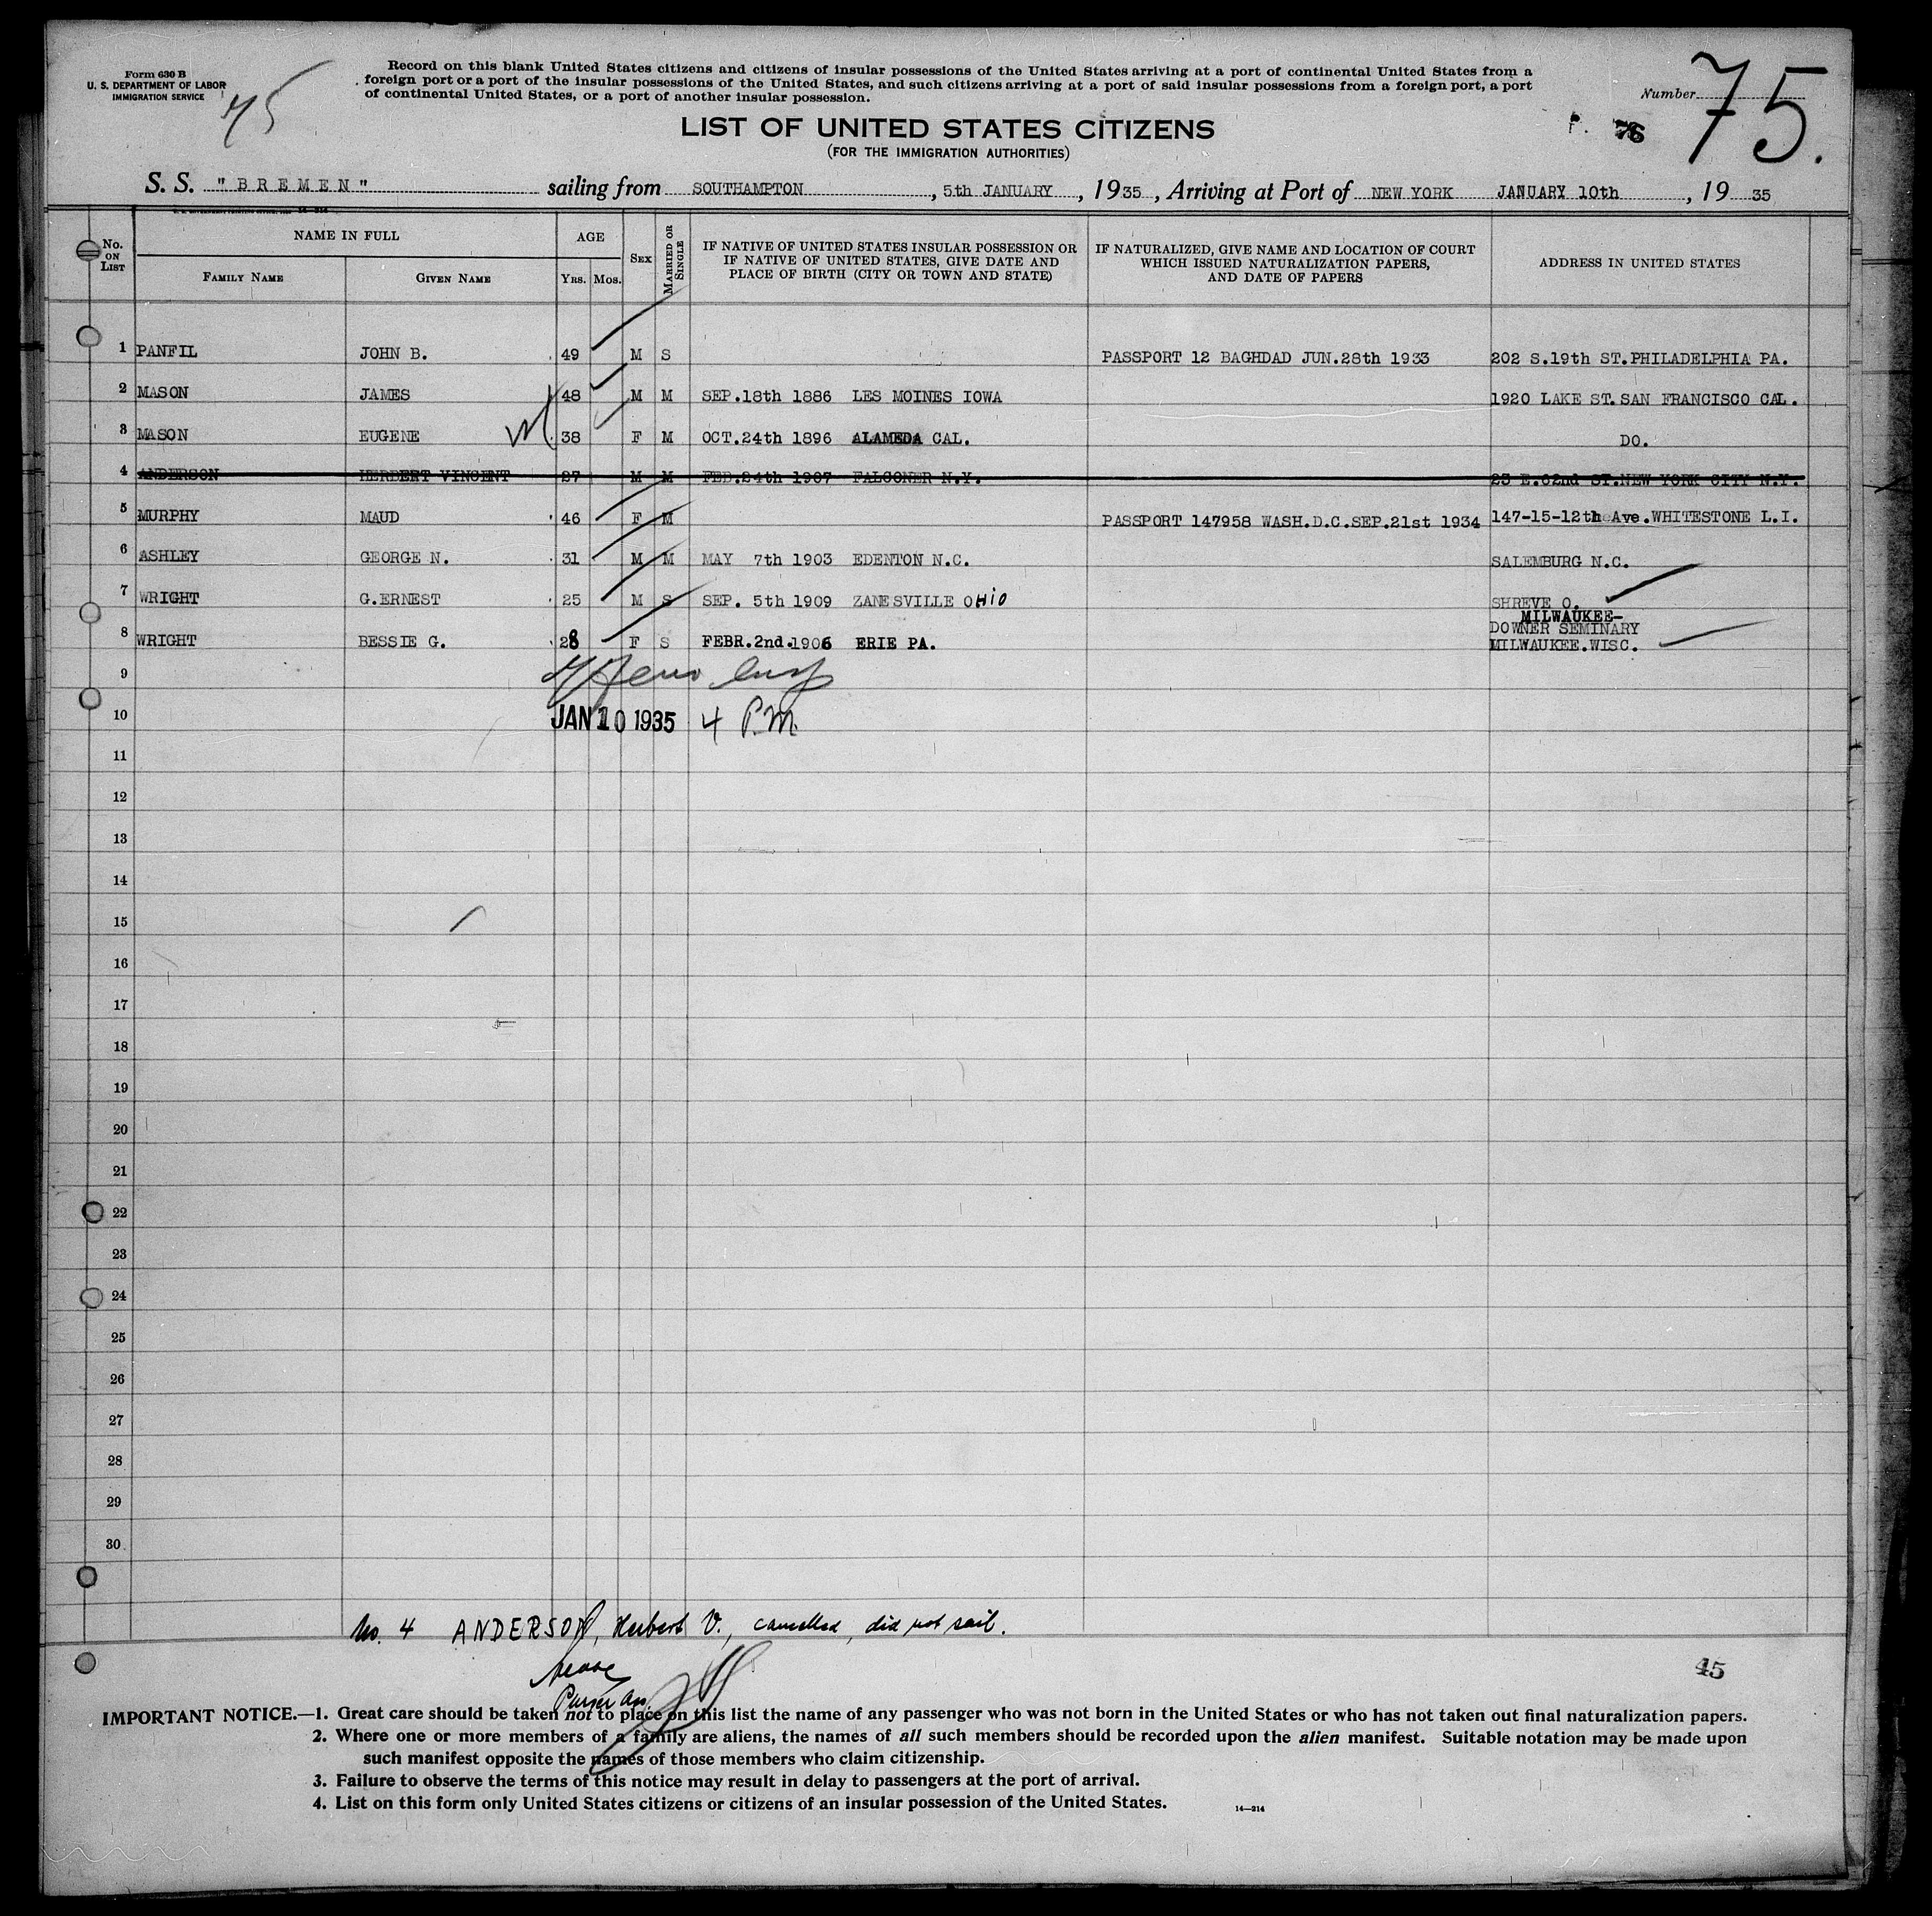 Form 630 B
U. S. DEPARTMENT OF LABOR
IMMIGRATION SERVICE
75
Record on this blank United States citizens and citizens of insular possessions of the United States arriving at a port of continental United States from a
foreign port or a port of the insular possessions of the United States, and such citizens arriving at a port of said insular possessions from a foreign port, a port
of continental United States, or a port of another insular possession.
Number 75.
76
LIST OF UNITED STATES CITIZENS
(FOR THE IMMIGRATION AUTHORITIES)
S. S. "BREMEN" sailing from SOUTHAMPTON, 5th JANUARY, 1935, Arriving at Port of NEW YORK JANUARY 10th, 19 35
No. ON LIST
NAME IN FULL
FAMILY NAME
GIVEN NAME
AGE
YRS. MOS.
SEX
MARRIED OR SINGLE
IF NATIVE OF UNITED STATES INSULAR POSSESSION OR
IF NATIVE OF UNITED STATES, GIVE DATE AND
PLACE OF BIRTH (CITY OR TOWN AND STATE)
IF NATURALIZED, GIVE NAME AND LOCATION OF COURT
WHICH ISSUED NATURALIZATION PAPERS,
AND DATE OF PAPERS
ADDRESS IN UNITED STATES
1 PANFIL JOHN B. 49 M S PASSPORT 12 BAGHDAD JUN.28th 1933 202 S.19th ST.PHILADELPHIA PA.
2 MASON JAMES 48 M M SEP.18th 1886 LES MOINES IOWA 1920 LAKE ST.SAN FRANCISCO CAL.
3 MASON EUGENE 38 F M OCT.24th 1896 ALAMEDA CAL. DO.
4 ANDERSON HERBERT VINCENT 27 M M FEB.24th 1907 FALCONER N.Y. 23 E.62nd ST.NEW YORK CITY N.Y.
5 MURPHY MAUD 46 F M PASSPORT 147958 WASH.D.C.SEP.21st 1934 147-15-12th Ave.WHITESTONE L.I.
6 ASHLEY GEORGE N. 31 M M MAY 7th 1903 EDENTON N.C. SALEMBURG N.C.
7 WRIGHT G.ERNEST 25 M S SEP. 5th 1909 ZANESVILLE OHIO SHREVE O.
MILWAUKEE-
DOWNER SEMINARY
8 WRIGHT BESSIE G. 28 F S FEBR.2nd.1906 ERIE PA. MILWAUKEE.WISC.
9
10 JAN 10 1935 4 P.M.
11
12
13
14
15
16
17
18
19
20
21
22
23
24
25
26
27
28
29
30
No. 4 ANDERSON, Herbert V., cancelled, did not sail.
45
IMPORTANT NOTICE.—1. Great care should be taken not to place on this list the name of any passenger who was not born in the United States or who has not taken out final naturalization papers.
2. Where one or more members of a family are aliens, the names of all such members should be recorded upon the alien manifest. Suitable notation may be made upon
such manifest opposite the names of those members who claim citizenship.
3. Failure to observe the terms of this notice may result in delay to passengers at the port of arrival.
4. List on this form only United States citizens or citizens of an insular possession of the United States.
14—214